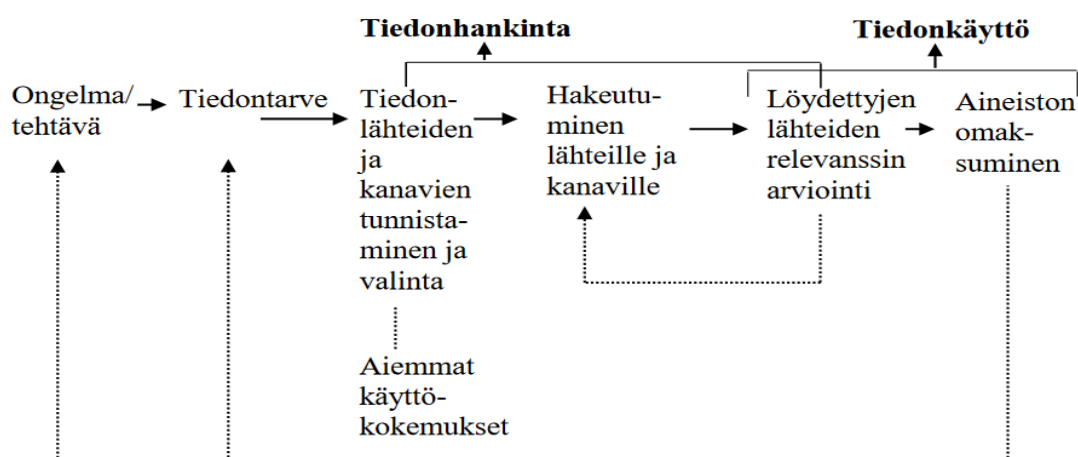 Tiedonhankinta
Tiedonkäyttö
Ongelma/
tehtävä
Tiedontarve
Tiedon-
lähteiden
ja
kanavien
tunnista-
minen ja
valinta
Aiemmat
käyttö-
kokemukset
Hakeutu-
minen
lähteille ja
kanaville
Löydettyjen
lähteiden
relevanssin
arviointi
Aineiston
omak-
suminen